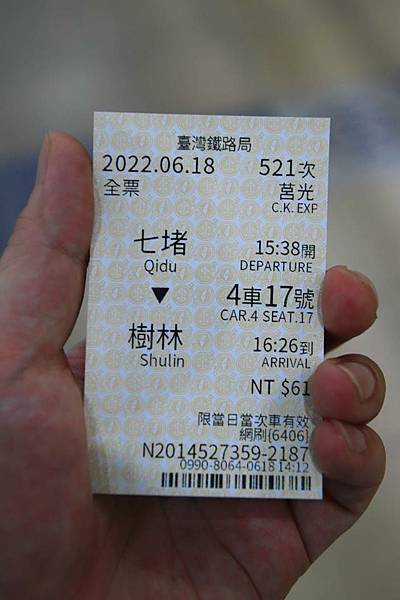 臺灣鐵路局
2022.06.18 521次
全票 莒光
C.K. EXP
七堵 15:38開
Qidu DEPARTURE
▼ 4車17號
CAR.4 SEAT.17
樹林 16:26到
Shulin ARRIVAL
NT $61
限當日當次車有效
網刷{6406}
N2014527359-2187
0990-8064-0618 14:12